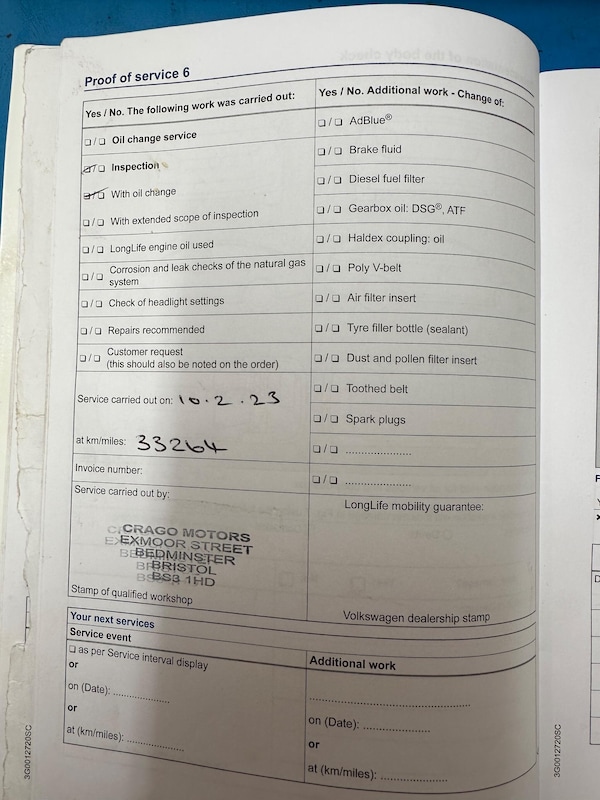 Proof of service 6
Yes / No. The following work was carried out:
❑ / ❑ Oil change service
❑ / ❑ Inspection
❑ / ❑ With oil change
❑ / ❑ With extended scope of inspection
❑ / ❑ LongLife engine oil used
❑ / ❑ Corrosion and leak checks of the natural gas
system
❑ / ❑ Check of headlight settings
❑ / ❑ Repairs recommended
❑ / ❑ Customer request
(this should also be noted on the order)
Service carried out on: 10.2.23
at km/miles: 33264
Invoice number:
Service carried out by:
CRAGO MOTORS
EXMOOR STREET
BEDMINSTER
BRISTOL
BS3 1HD
Stamp of qualified workshop
Yes / No. Additional work - Change of:
❑ / ❑ AdBlue®
❑ / ❑ Brake fluid
❑ / ❑ Diesel fuel filter
❑ / ❑ Gearbox oil: DSG®, ATF
❑ / ❑ Haldex coupling: oil
❑ / ❑ Poly V-belt
❑ / ❑ Air filter insert
❑ / ❑ Tyre filler bottle (sealant)
❑ / ❑ Dust and pollen filter insert
❑ / ❑ Toothed belt
❑ / ❑ Spark plugs
❑ / ❑ ......................
❑ / ❑ ......................
LongLife mobility guarantee:
Volkswagen dealership stamp
Your next services
Service event
❑ as per Service interval display
or
on (Date): ..................
or
at (km/miles): ..................
Additional work
..................................................
on (Date): ....................
or
at (km/miles): ....................
3G0012720SC
3G0012720SC